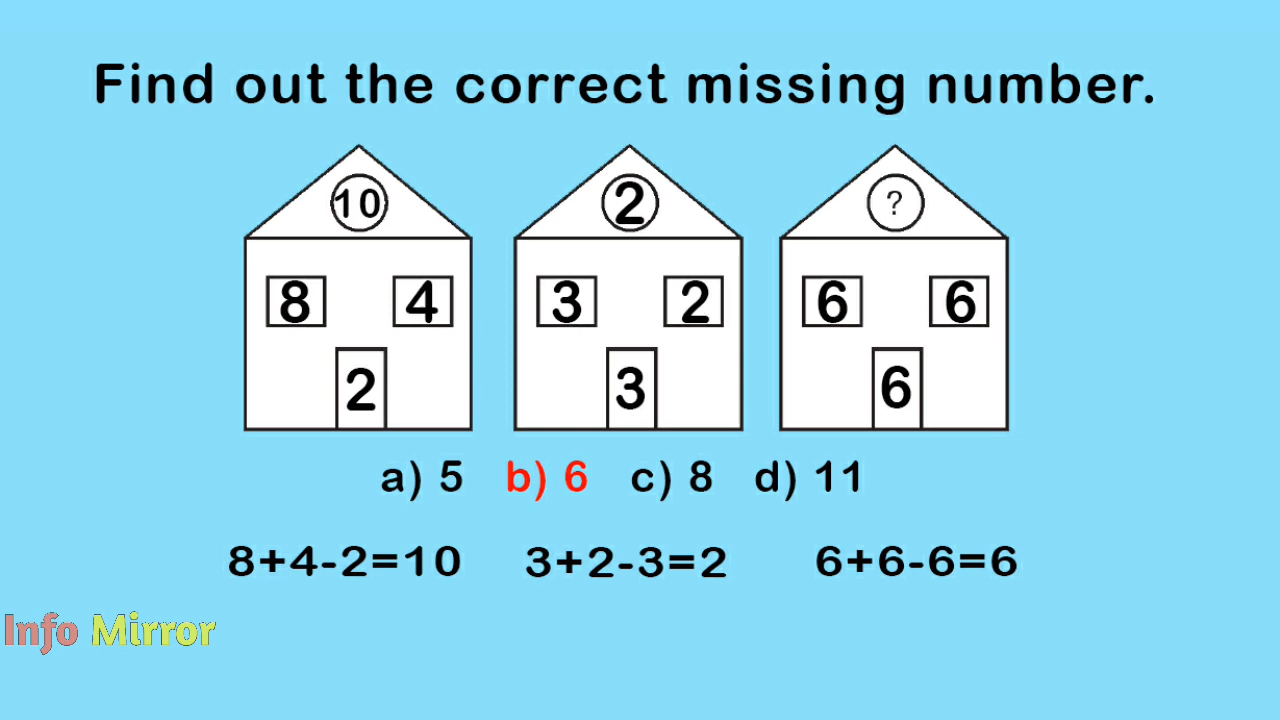 Find out the correct missing number.
10 2 ?
8 4 3 2 6 6
2 3 6
a) 5 b) 6 c) 8 d) 11
8+4-2=10 3+2-3=2 6+6-6=6
Info Mirror